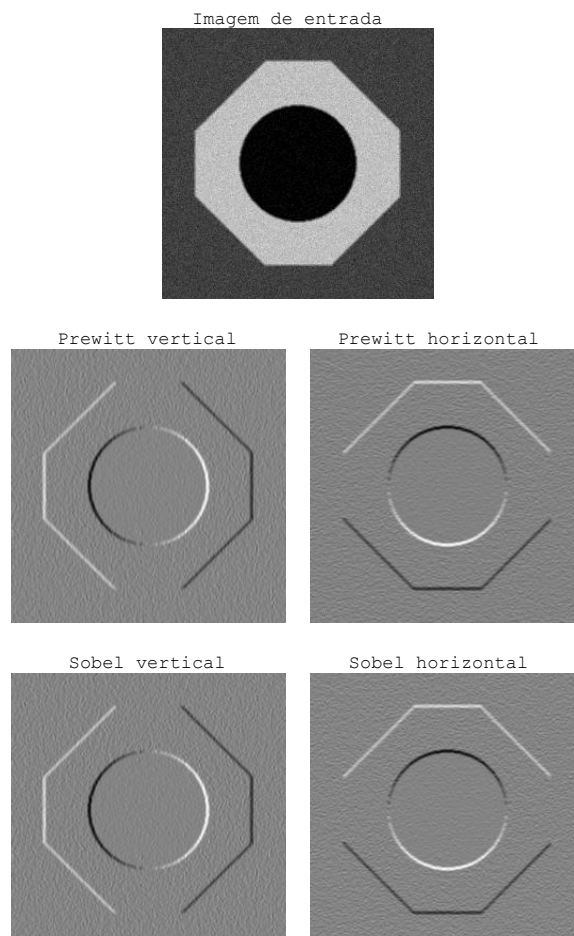 Imagem de entrada
Prewitt vertical
Prewitt horizontal
Sobel vertical
Sobel horizontal